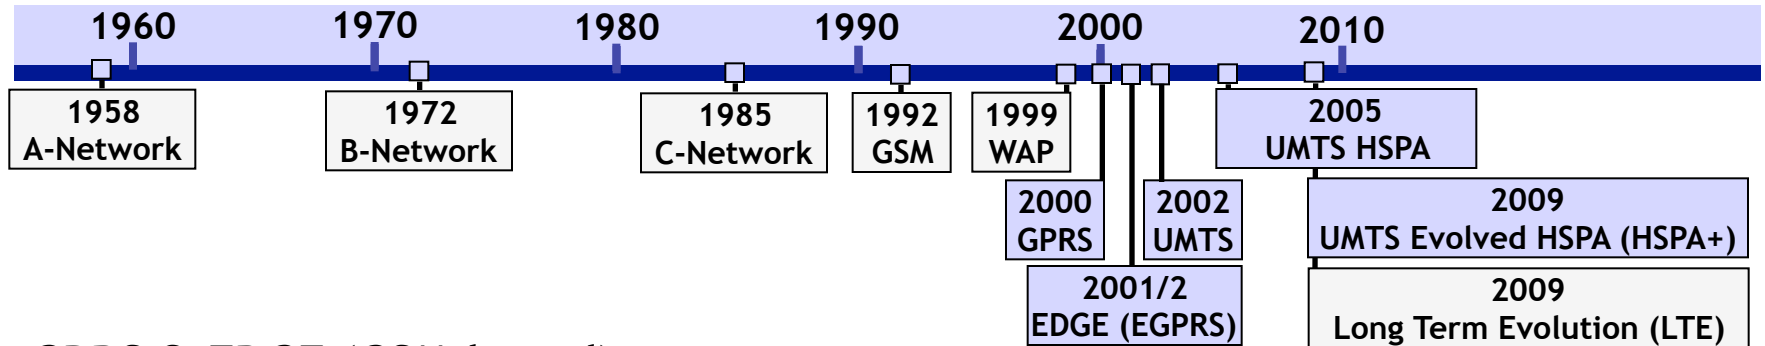 1960 1970 1980 1990 2000 2010
1958
A-Network
1972
B-Network
1985
C-Network
1992
GSM
1999
WAP
2005
UMTS HSPA
2000
GPRS
2002
UMTS
2009
UMTS Evolved HSPA (HSPA+)
2001/2
EDGE (EGPRS)
2009
Long Term Evolution (LTE)